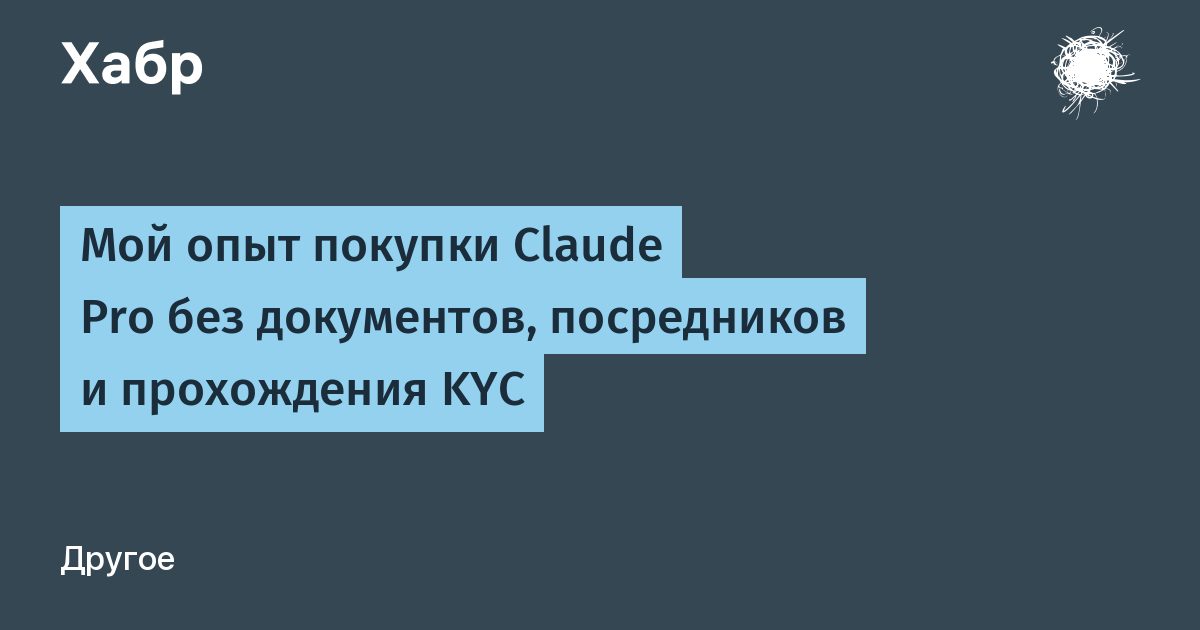 Хабр
Мой опыт покупки Claude
Pro без документов, посредников
и прохождения KYC
Другое